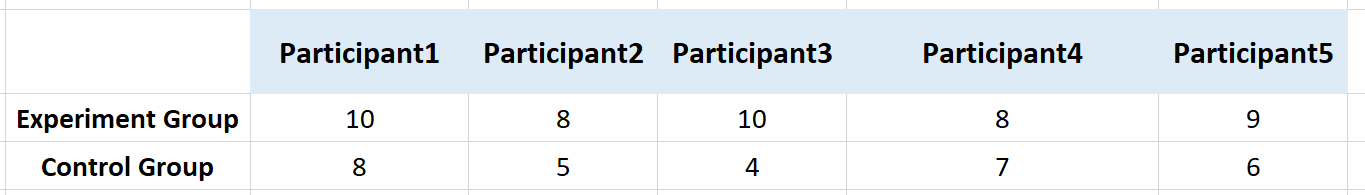 Participant1 Participant2 Participant3 Participant4 Participant5
Experiment Group 10 8 10 8 9
Control Group 8 5 4 7 6